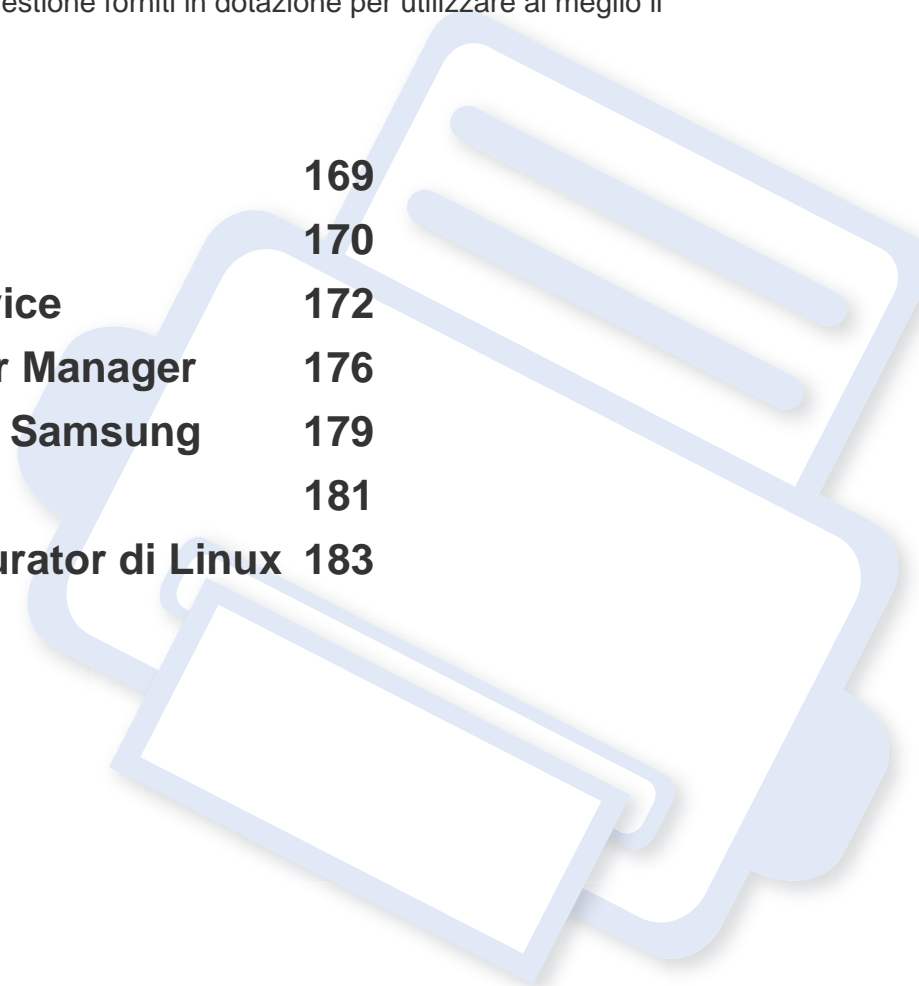 estione forniti in dotazione per utilizzare al meglio il
169
170
vice 172
r Manager 176
Samsung 179
181
urator di Linux 183